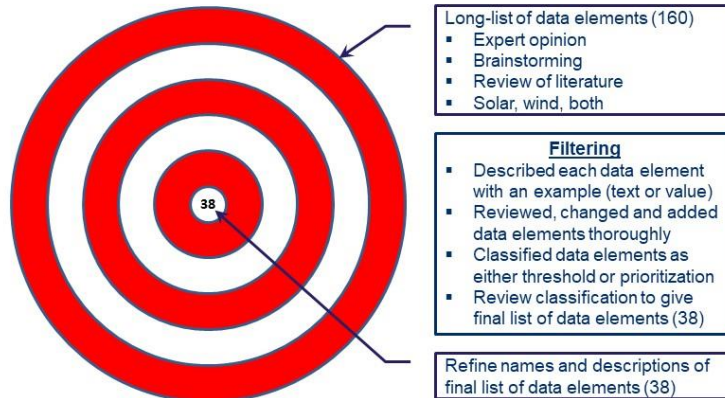 38
Long-list of data elements (160)
▪ Expert opinion
▪ Brainstorming
▪ Review of literature
▪ Solar, wind, both
Filtering
▪ Described each data element
with an example (text or value)
▪ Reviewed, changed and added
data elements thoroughly
▪ Classified data elements as
either threshold or prioritization
▪ Review classification to give
final list of data elements (38)
Refine names and descriptions of
final list of data elements (38)